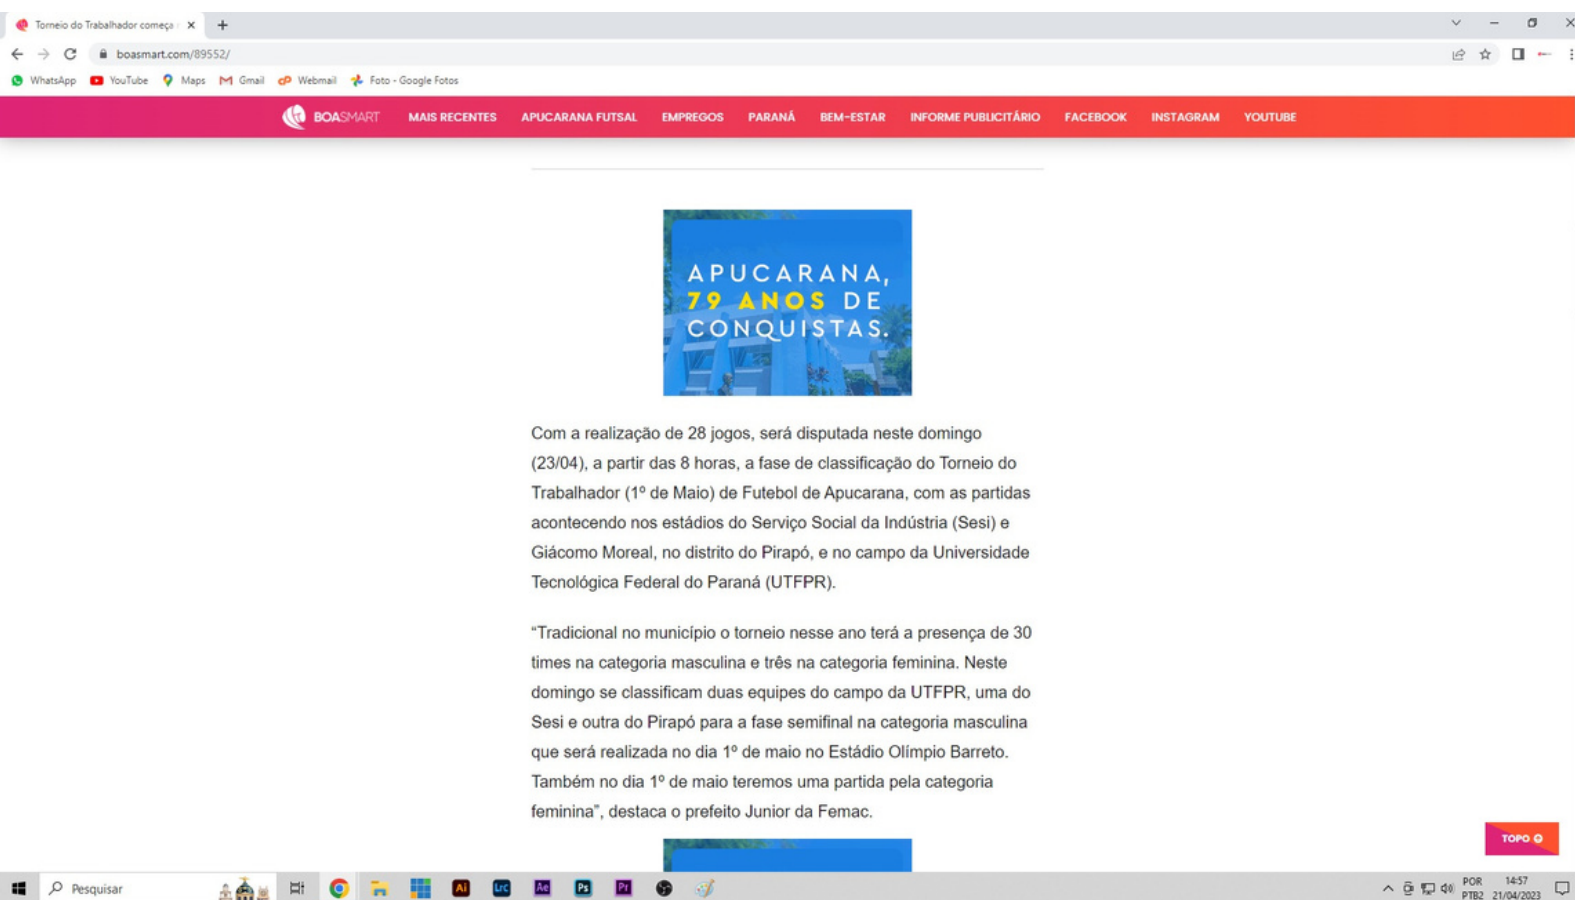 Torneio do Trabalhador começa
boasmart.com/89552/
WhatsApp YouTube Maps Gmail Webmail Foto - Google Fotos
BOASMART MAIS RECENTES APUCARANA FUTSAL EMPREGOS PARANÁ BEM-ESTAR INFORME PUBLICITÁRIO FACEBOOK INSTAGRAM YOUTUBE
APUCARANA,
79 ANOS DE
CONQUISTAS.
Com a realização de 28 jogos, será disputada neste domingo
(23/04), a partir das 8 horas, a fase de classificação do Torneio do
Trabalhador (1º de Maio) de Futebol de Apucarana, com as partidas
acontecendo nos estádios do Serviço Social da Indústria (Sesi) e
Giácomo Moreal, no distrito do Pirapó, e no campo da Universidade
Tecnológica Federal do Paraná (UTFPR).
“Tradicional no município o torneio nesse ano terá a presença de 30
times na categoria masculina e três na categoria feminina. Neste
domingo se classificam duas equipes do campo da UTFPR, uma do
Sesi e outra do Pirapó para a fase semifinal na categoria masculina
que será realizada no dia 1º de maio no Estádio Olímpio Barreto.
Também no dia 1º de maio teremos uma partida pela categoria
feminina”, destaca o prefeito Junior da Femac.
TOPO
Pesquisar
Ai Lrc Ae Ps Pr
POR 14:57
PTB2 21/04/2023